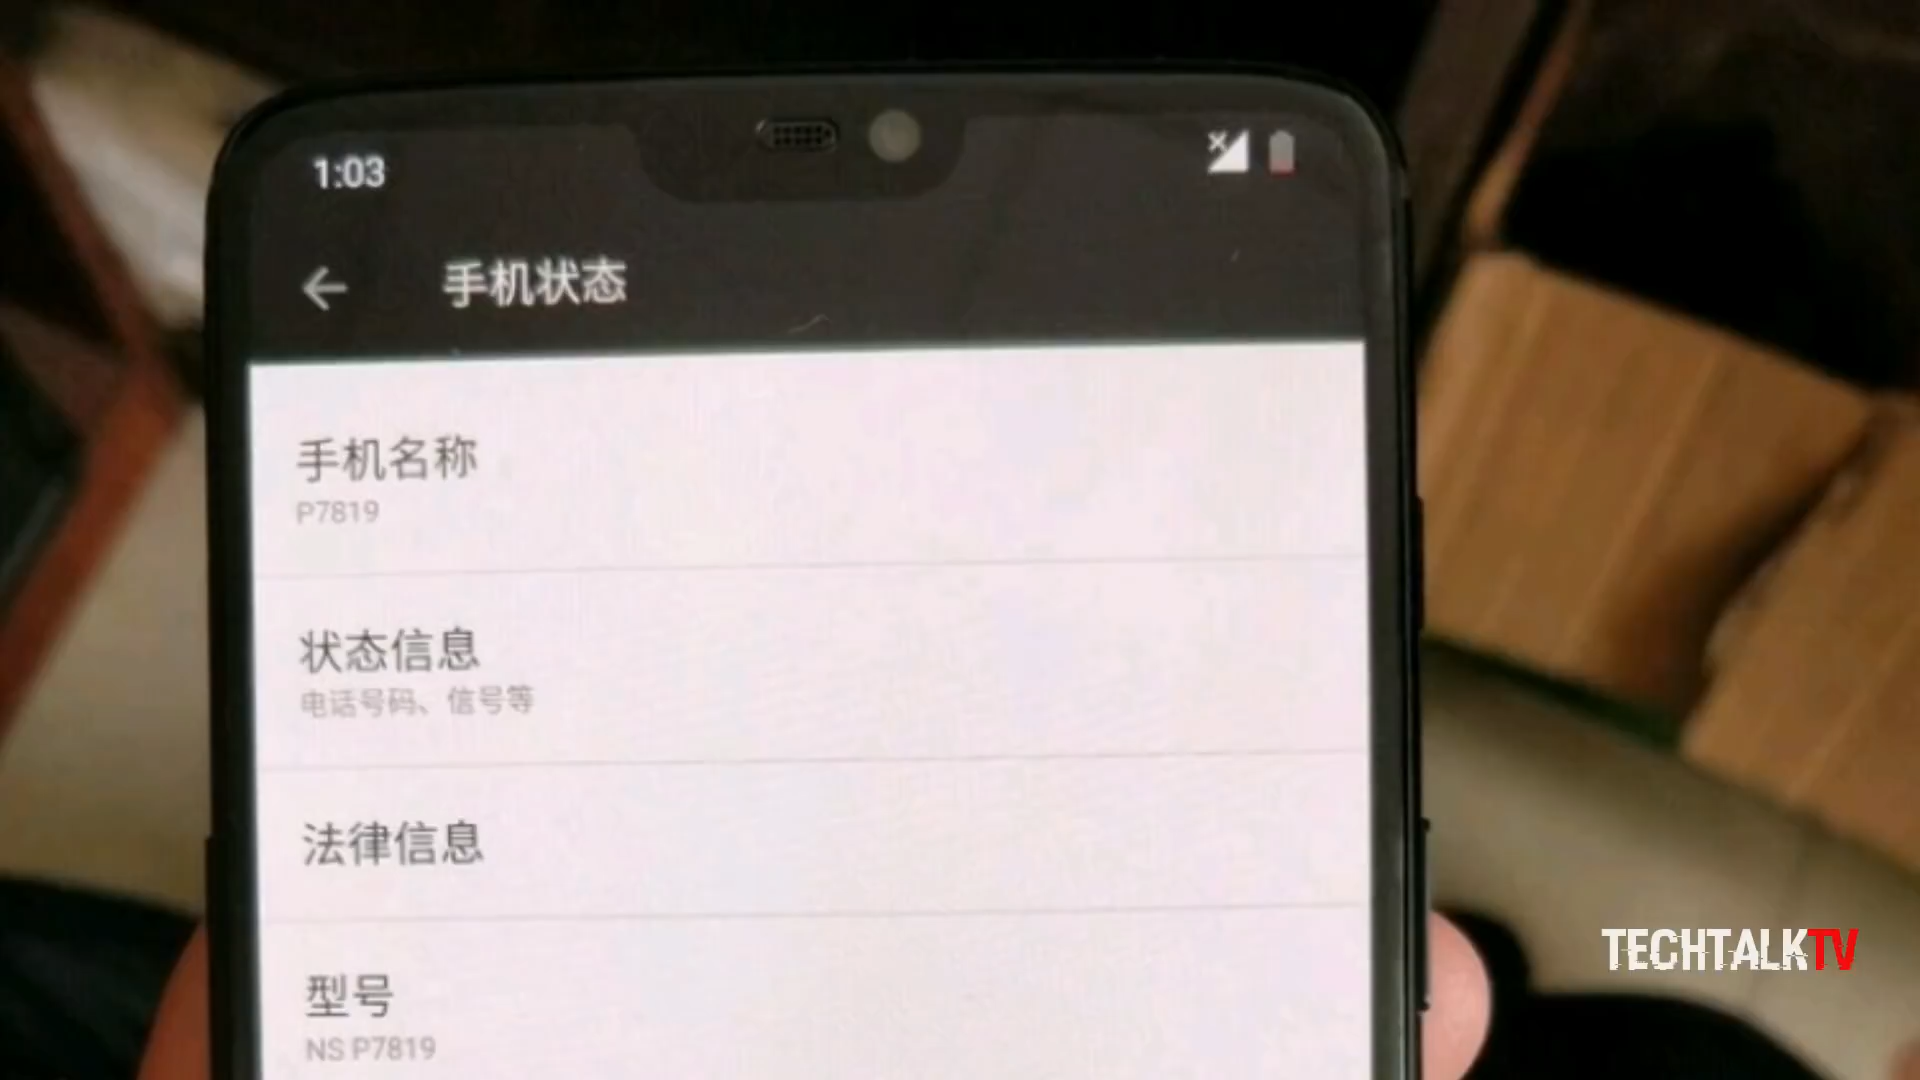 1:03
手机状态
手机名称
P7819
状态信息
电话号码、信号等
法律信息
型号
NS P7819
TECHTALKTV